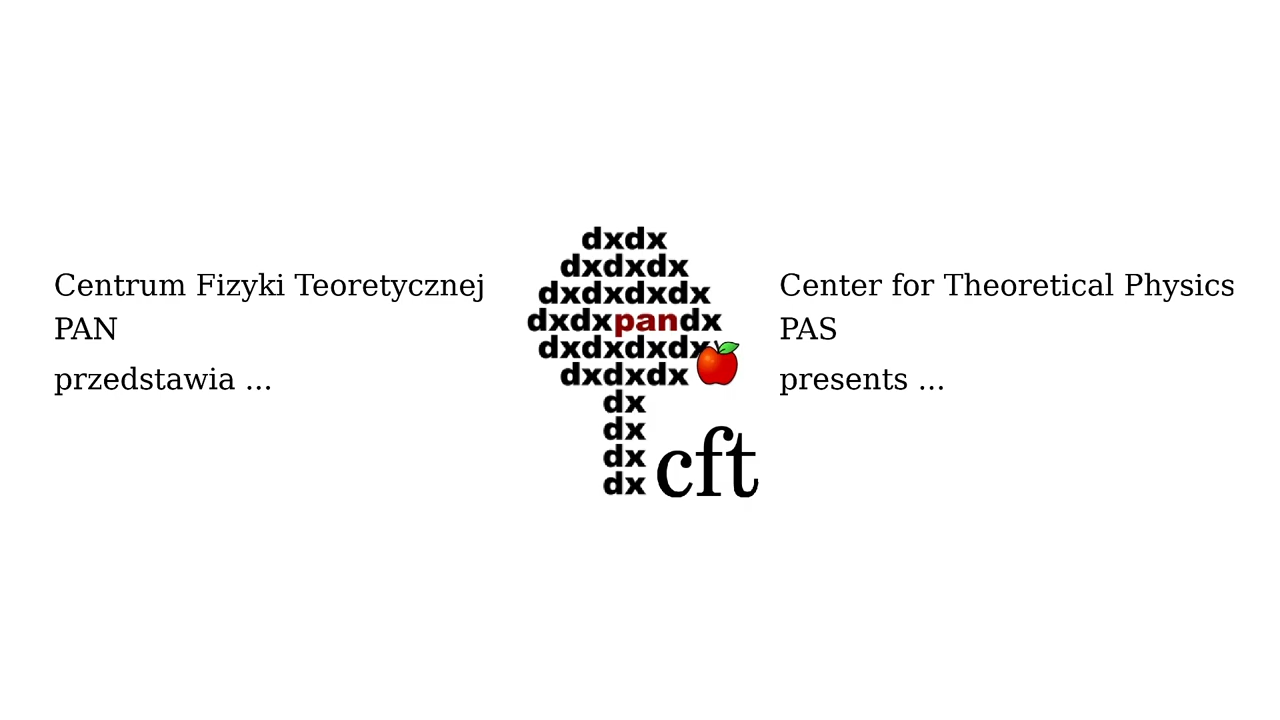 Centrum Fizyki Teoretycznej
PAN
przedstawia ...
dxdx
dxdxdx
dxdxdxdx
dxdxpandx
dxdxdxdx
dxdxdx
dx
dx
dx
dx
cft
Center for Theoretical Physics
PAS
presents ...